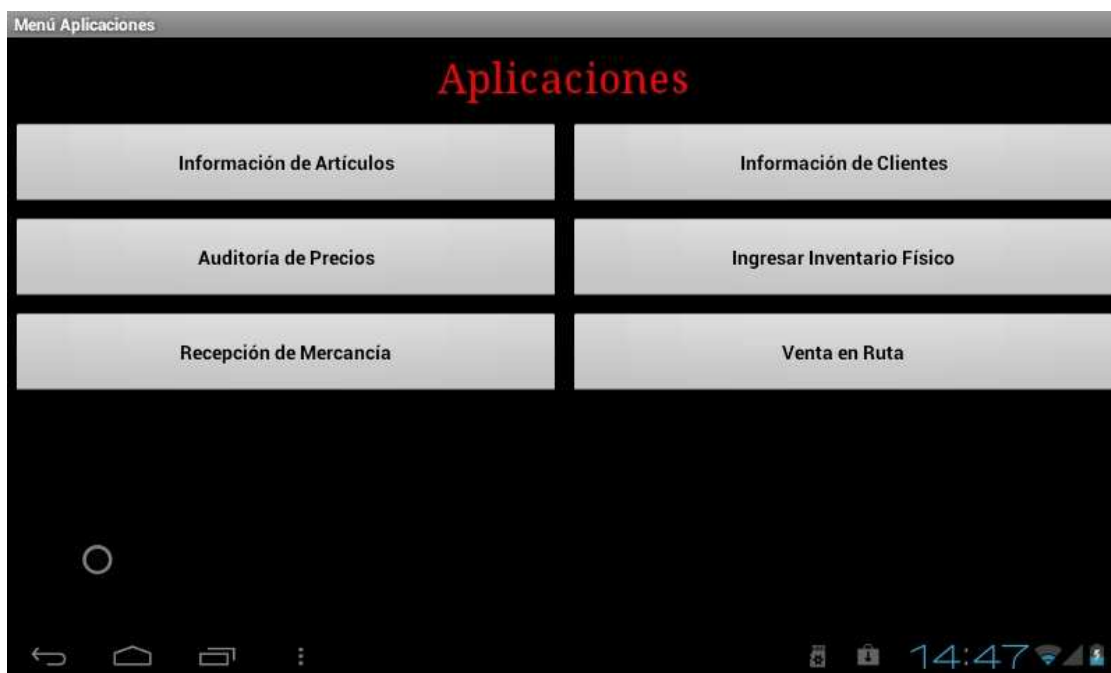 Menú Aplicaciones
Aplicaciones
Información de Artículos
Información de Clientes
Auditoría de Precios
Ingresar Inventario Físico
Recepción de Mercancía
Venta en Ruta
14:47